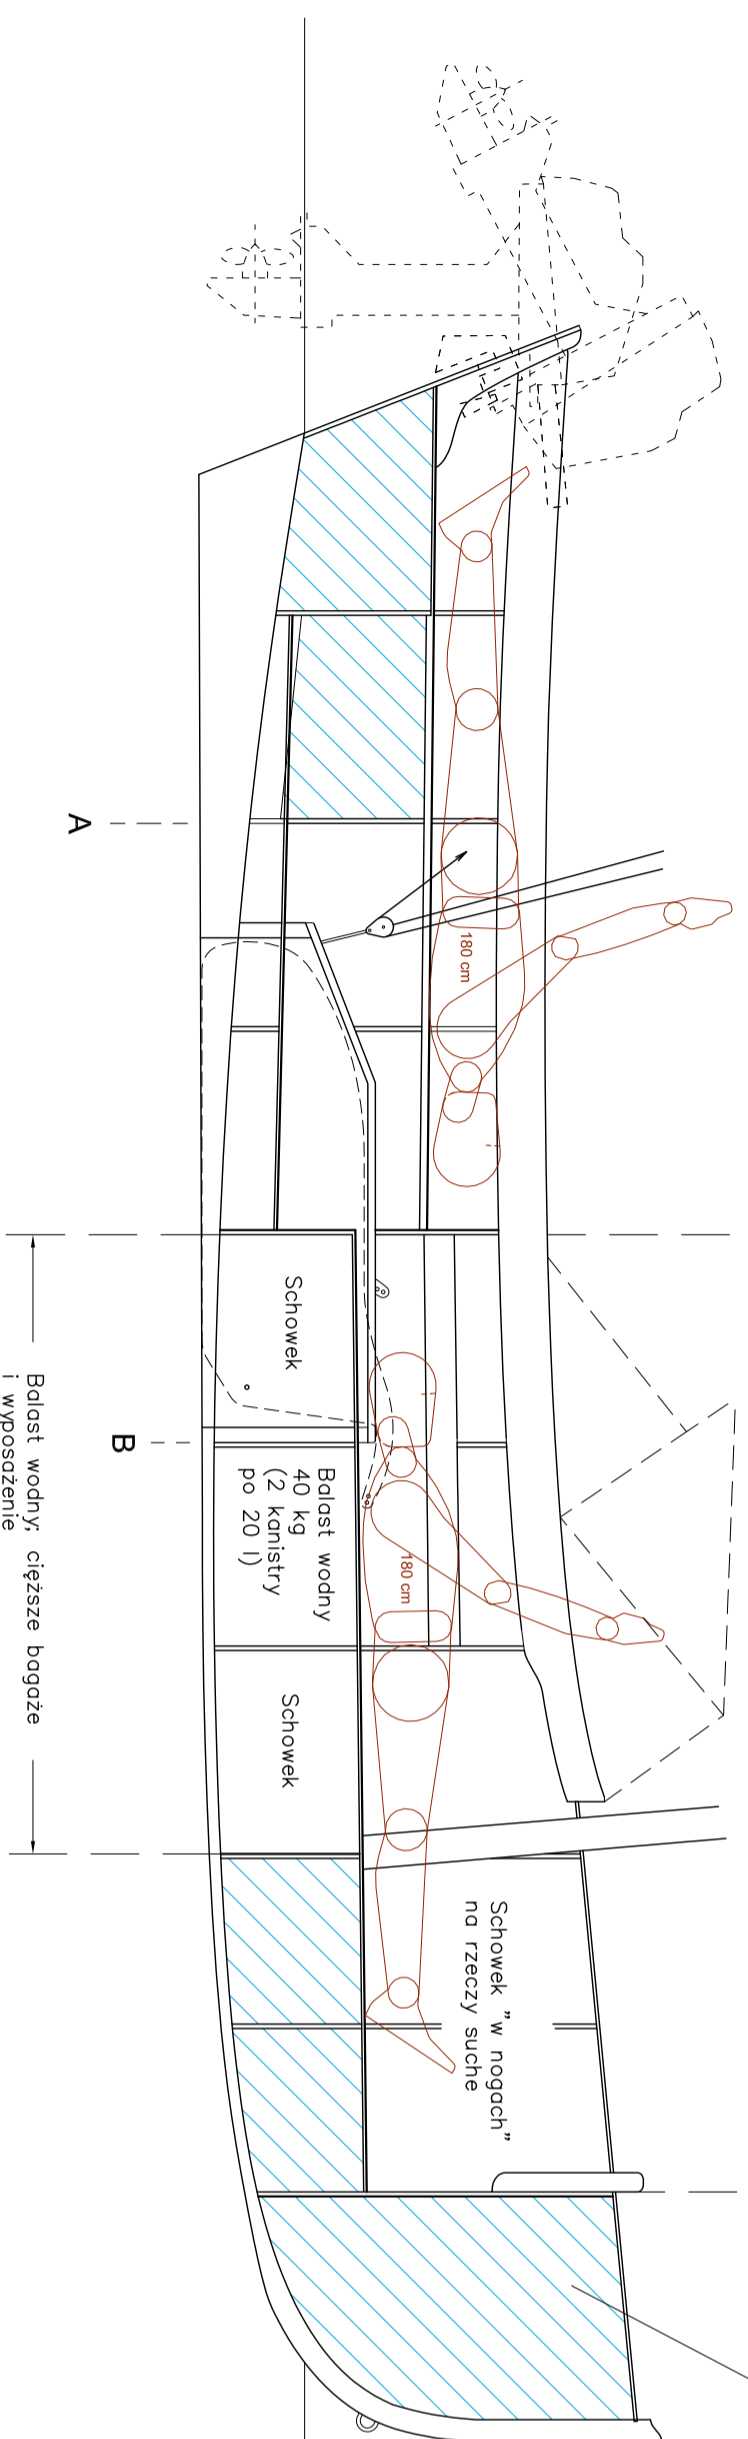 A
180 cm
B
Schowek
Balast wodny
40 kg
(2 kanistry
po 20 l)
180 cm
Schowek
Balast wodny; cięższe bagaże
i wyposażenie
Schowek " w nogach"
na rzeczy suche